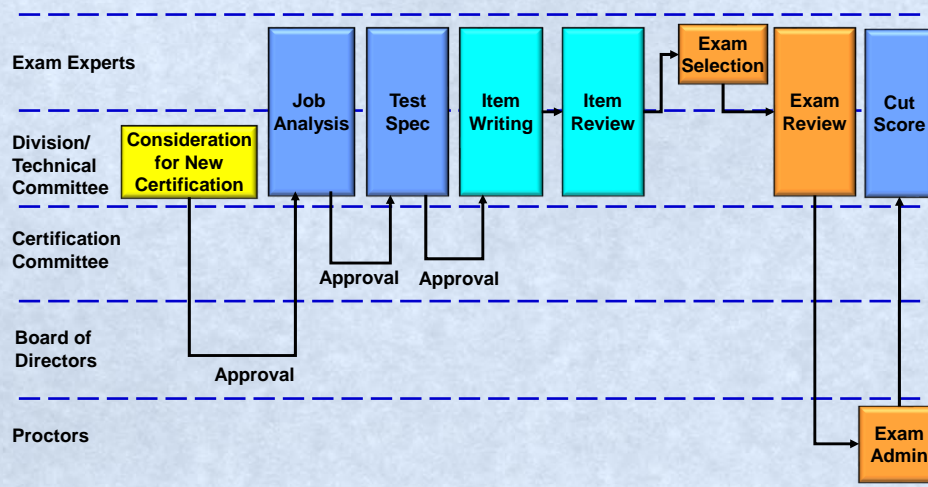 Exam Experts
Division/
Technical
Committee
Certification
Committee
Board of
Directors
Proctors
Consideration
for New
Certification
Job
Analysis
Test
Spec
Item
Writing
Item
Review
Exam
Selection
Exam
Review
Cut
Score
Approval
Approval
Approval
Exam
Admin